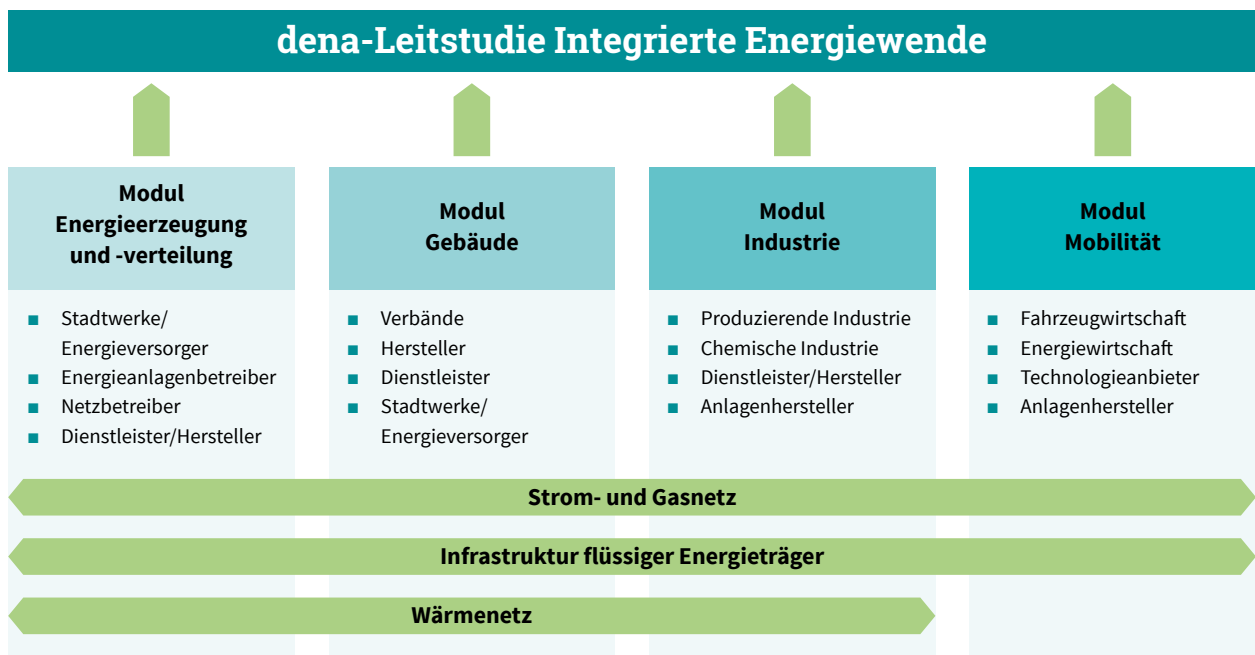 dena-Leitstudie Integrierte Energiewende
Modul
Energieerzeugung
und -verteilung
Stadtwerke/
Energieversorger
Energieanlagenbetreiber
Netzbetreiber
Dienstleister/Hersteller
Modul
Gebäude
Verbände
Hersteller
Dienstleister
Stadtwerke/
Energieversorger
Modul
Industrie
Produzierende Industrie
Chemische Industrie
Dienstleister/Hersteller
Anlagenhersteller
Modul
Mobilität
Fahrzeugwirtschaft
Energiewirtschaft
Technologieanbieter
Anlagenhersteller
Strom- und Gasnetz
Infrastruktur flüssiger Energieträger
Wärmenetz